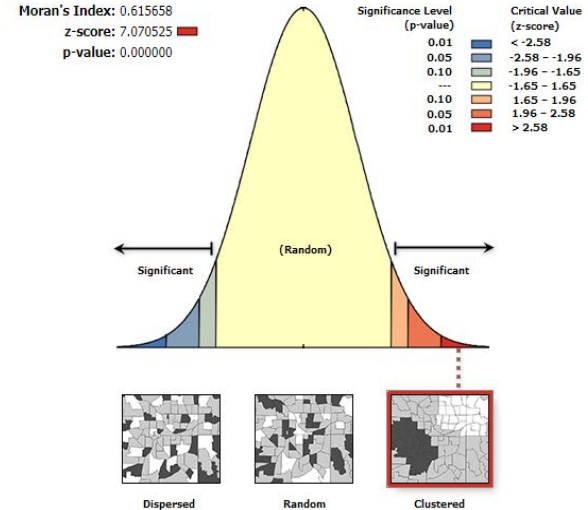 Moran's Index: 0.615658
z-score: 7.070525
p-value: 0.000000
Significance Level
(p-value)
Critical Value
(z-score)
0.01 < -2.58
0.05 -2.58 - -1.96
0.10 -1.96 - -1.65
--- -1.65 - 1.65
0.10 1.65 - 1.96
0.05 1.96 - 2.58
0.01 > 2.58
Significant
(Random)
Significant
Dispersed
Random
Clustered